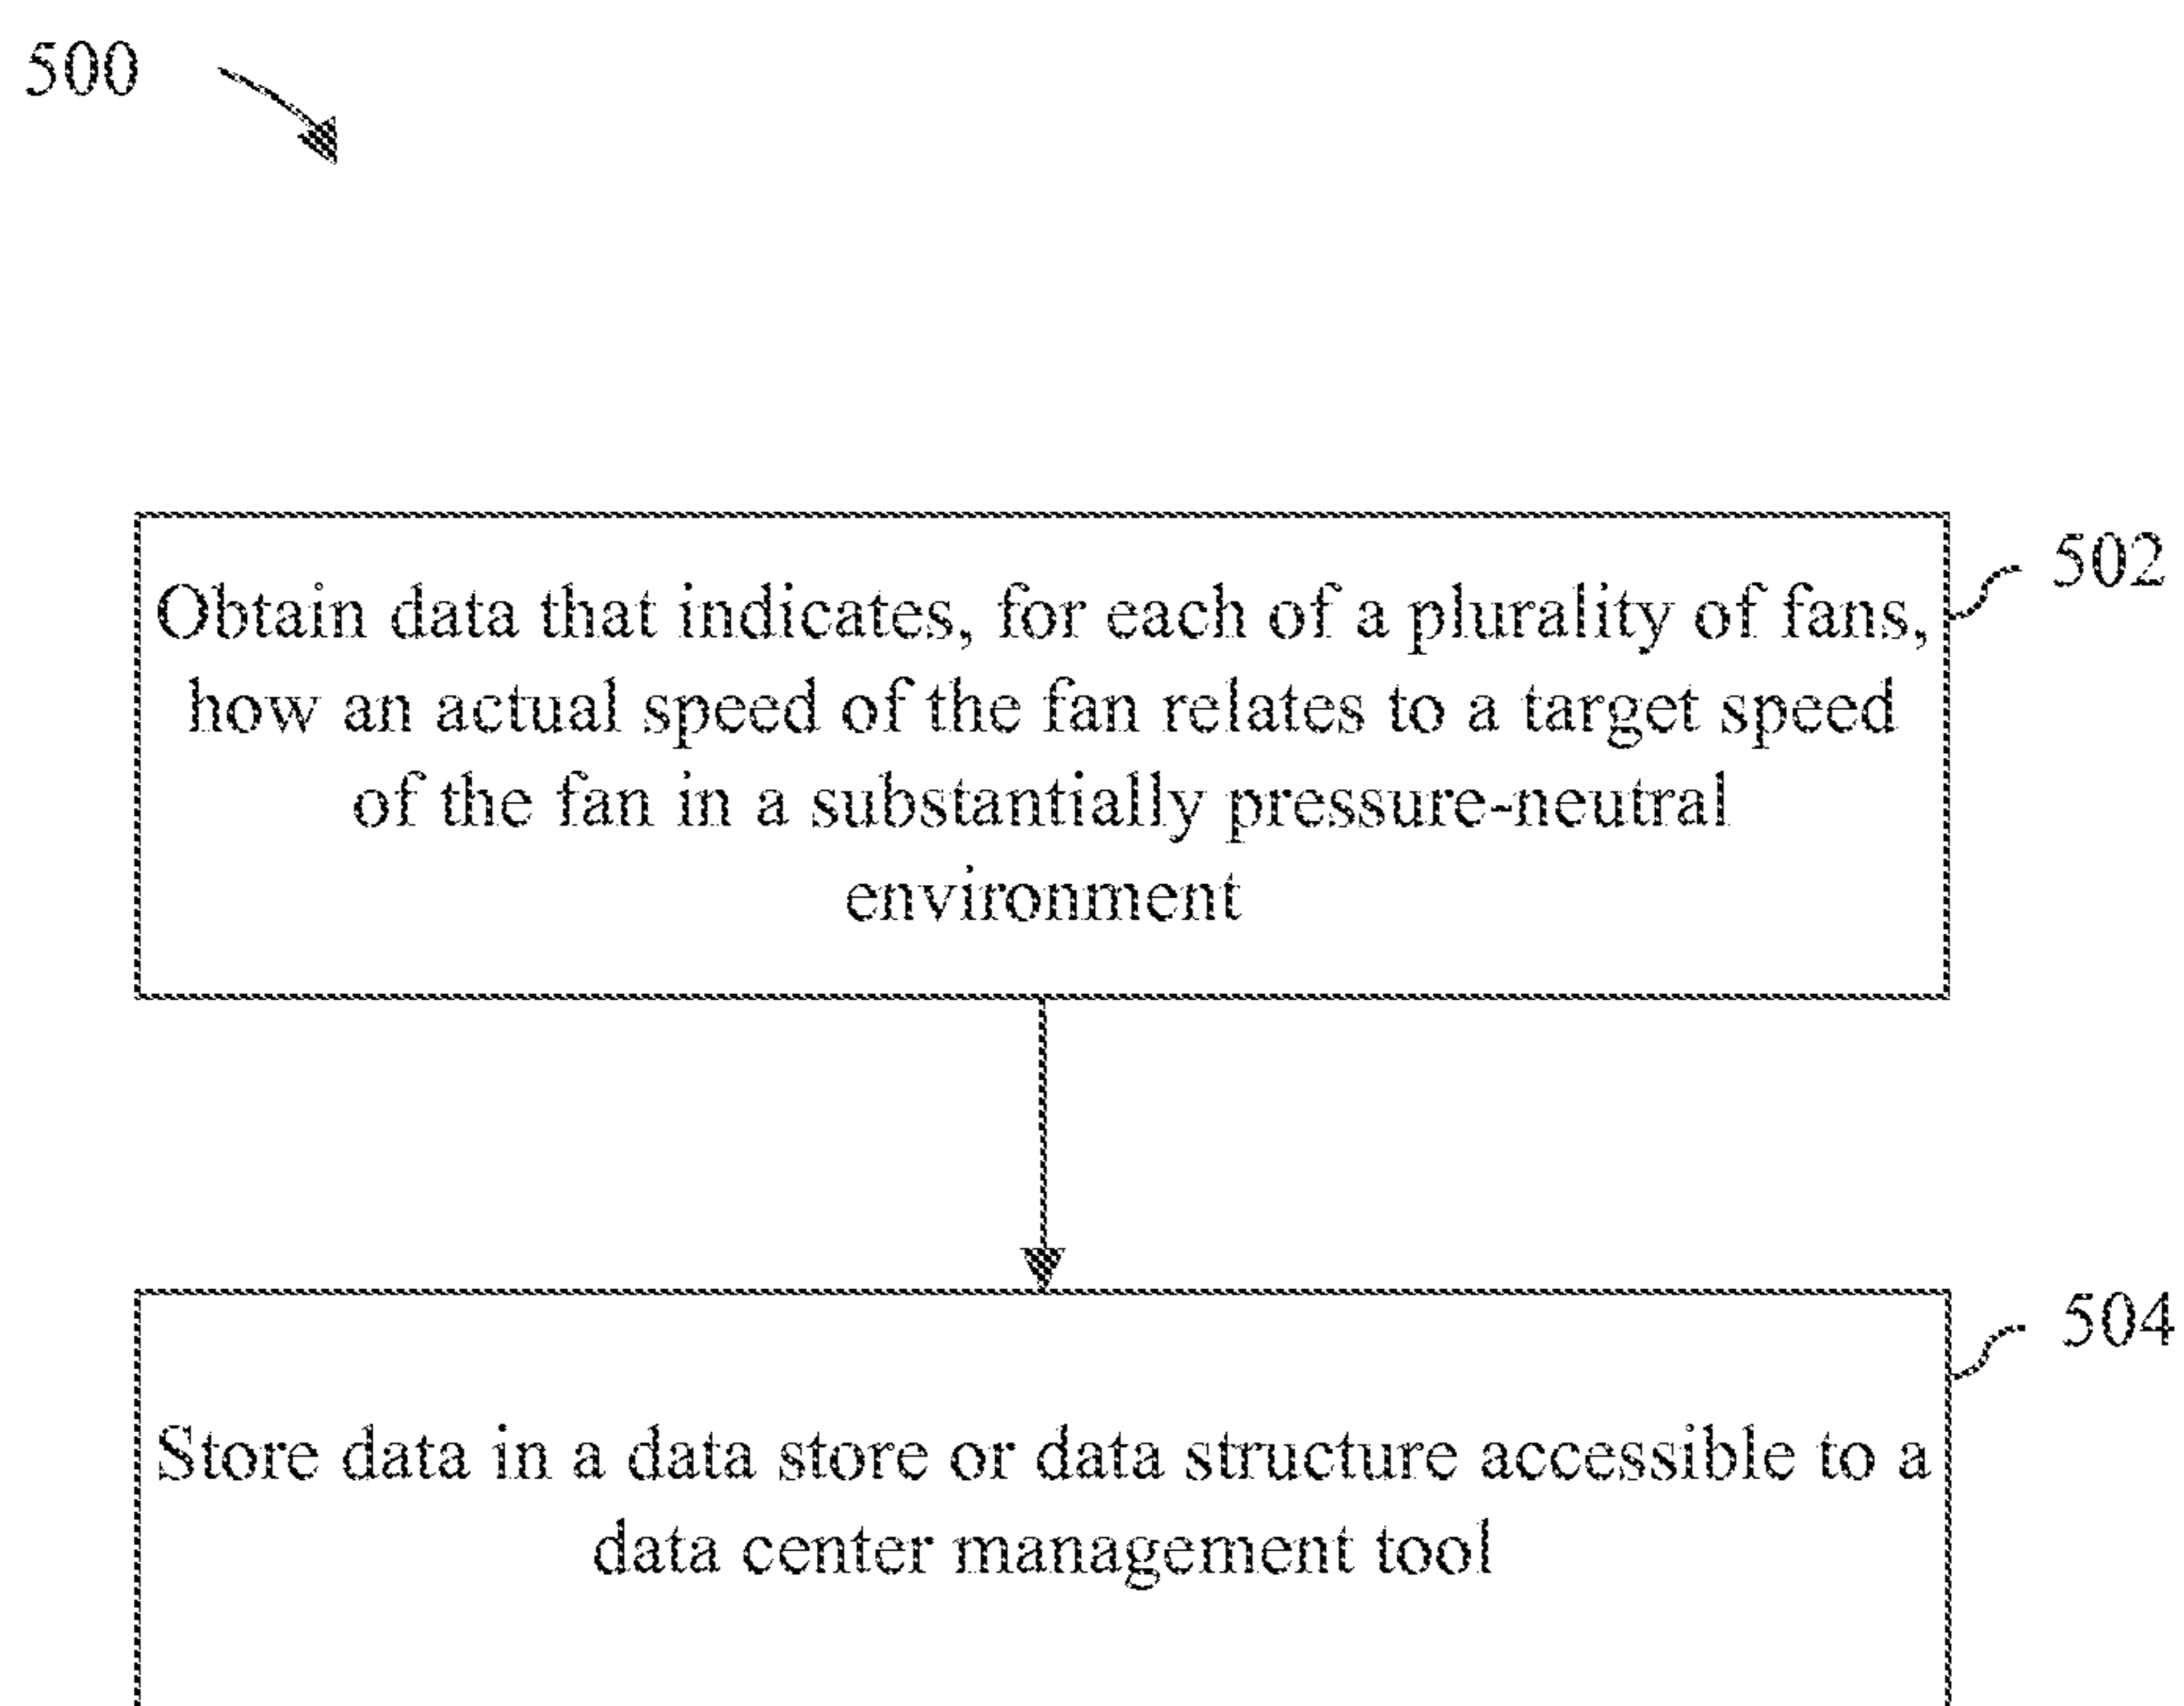 500
502
Obtain data that indicates, for each of a plurality of fans,
how an actual speed of the fan relates to a target speed
of the fan in a substantially pressure-neutral
environment
504
Store data in a data store or data structure accessible to a
data center management tool